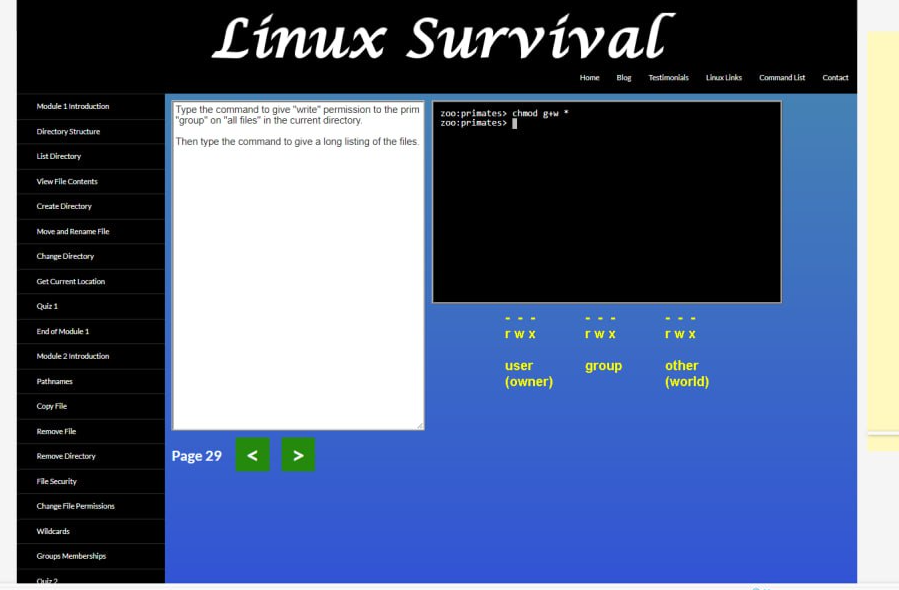 Linux Survival
Home Blog Testimonials Linux Links Command List Contact
Module 1 Introduction
Directory Structure
List Directory
View File Contents
Create Directory
Move and Rename File
Change Directory
Get Current Location
Quiz 1
End of Module 1
Module 2 Introduction
Pathnames
Copy File
Remove File
Remove Directory
File Security
Change File Permissions
Wildcards
Groups Memberships
Quiz 2
Type the command to give "write" permission to the prim
"group" on "all files" in the current directory.
Then type the command to give a long listing of the files.
zoo:primates> chmod g+w *
zoo:primates>
- - - - - - - - -
r w x r w x r w x
user group other
(owner) (world)
Page 29 < >